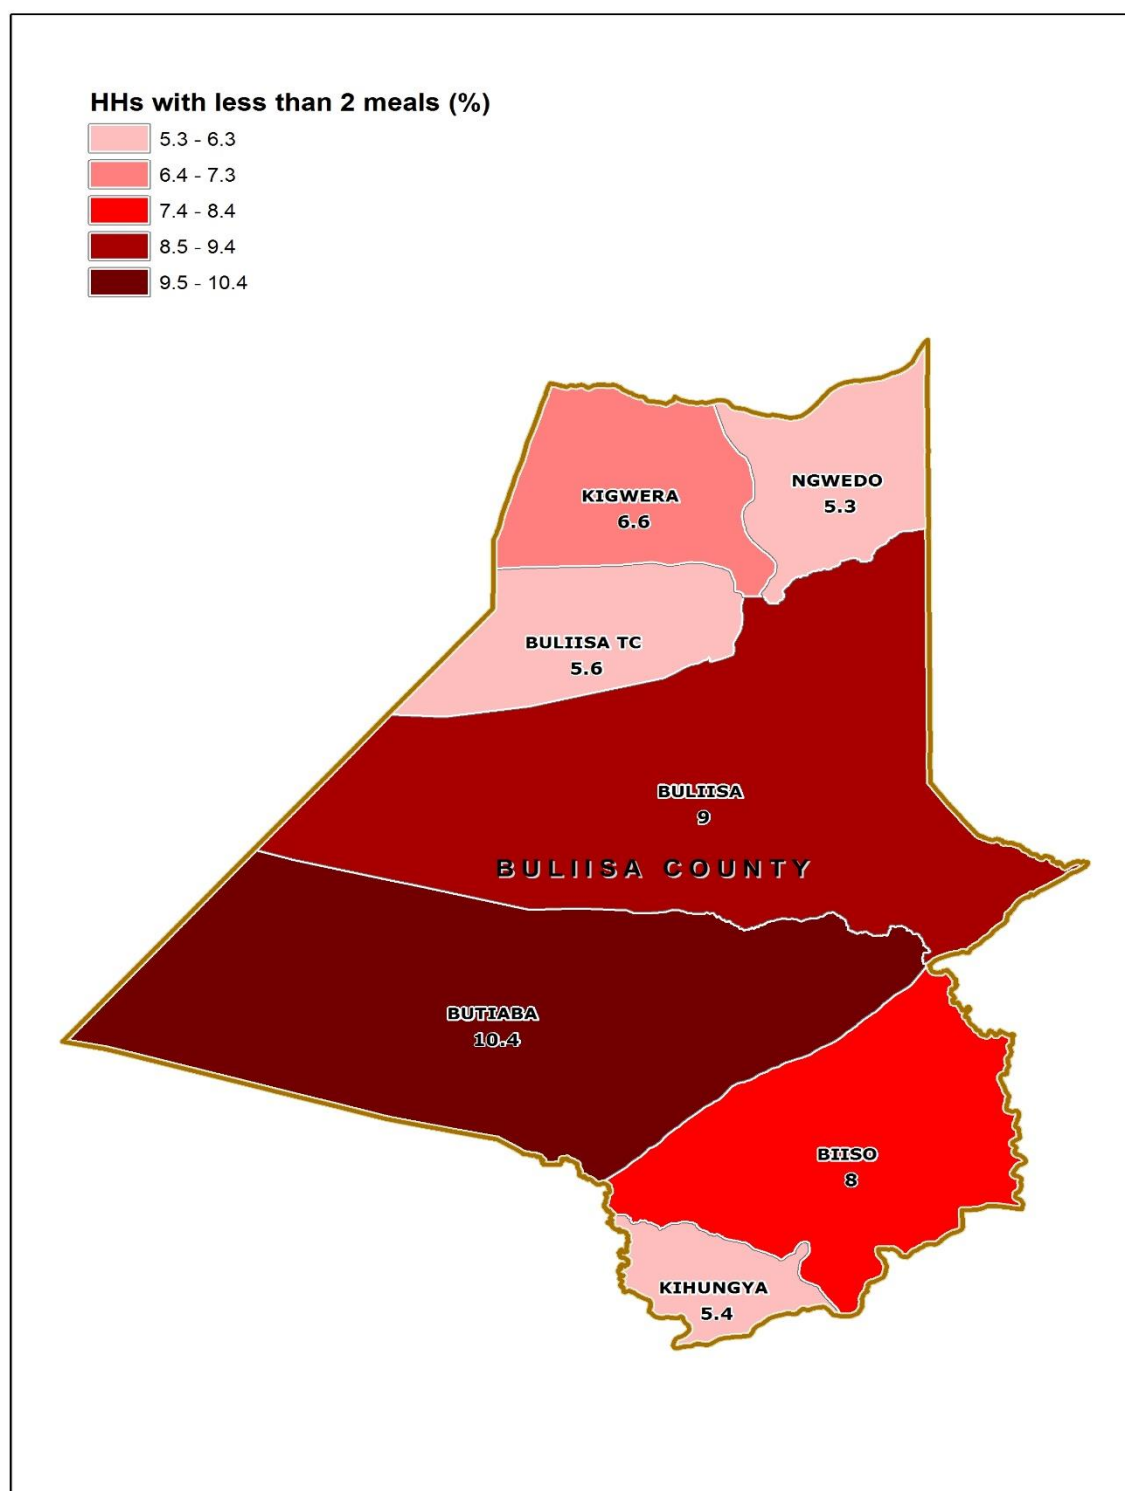 HHs with less than 2 meals (%)
5.3 - 6.3
6.4 - 7.3
7.4 - 8.4
8.5 - 9.4
9.5 - 10.4
NGWEDO
5.3
KIGWERA
6.6
BULIISA TC
5.6
BULIISA
9
BULIISA COUNTY
BUTIABA
10.4
BIISO
8
KIHUNGYA
5.4